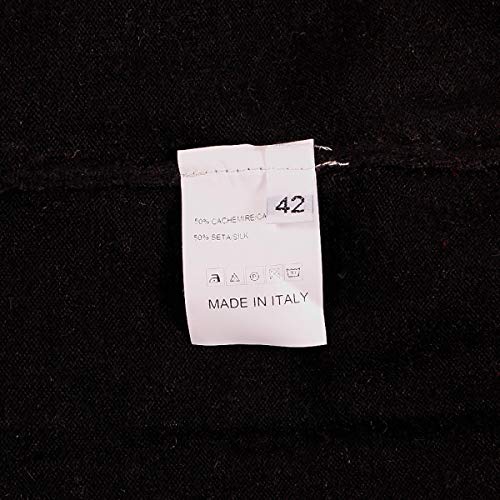 42
50% CACHEMIRE/CA
50% SETA/SILK
MADE IN ITALY